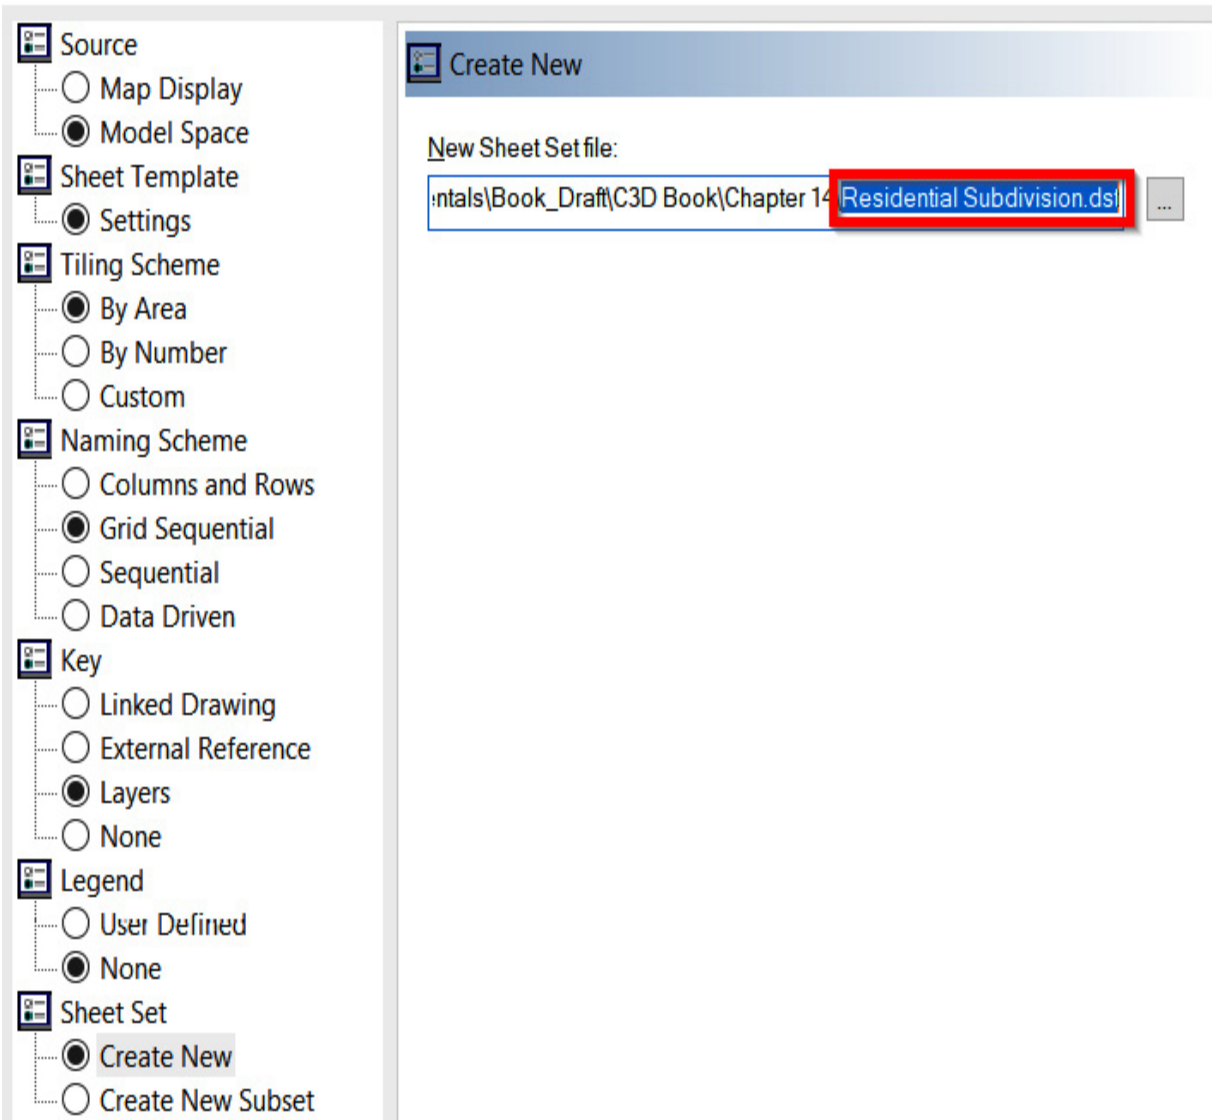 Source
Map Display
Model Space
Sheet Template
Settings
Tiling Scheme
By Area
By Number
Custom
Naming Scheme
Columns and Rows
Grid Sequential
Sequential
Data Driven
Key
Linked Drawing
External Reference
Layers
None
Legend
User Defined
None
Sheet Set
Create New
Create New Subset
Create New
New Sheet Set file:
entals\Book_Draft\C3D Book\Chapter 14\Residential Subdivision.dst
...